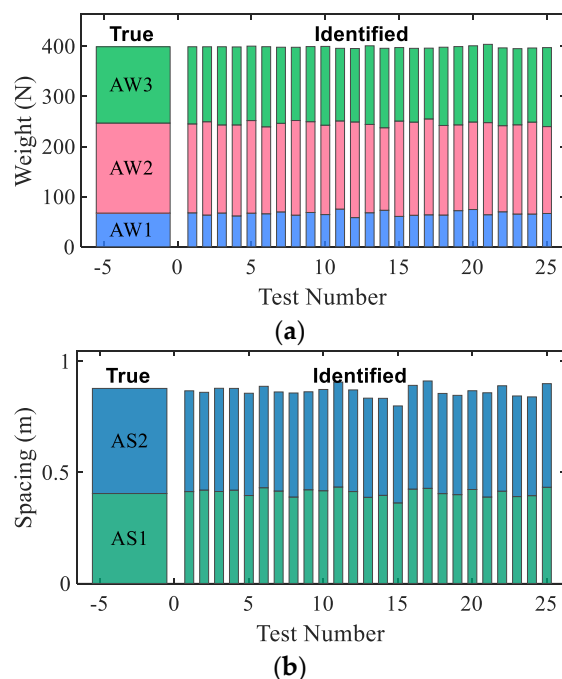 True Identified
400
300
200
100
0
Weight (N)
AW3
AW2
AW1
-5 0 5 10 15 20 25
Test Number
(a)
True Identified
1
0.5
0
Spacing (m)
AS2
AS1
-5 0 5 10 15 20 25
Test Number
(b)